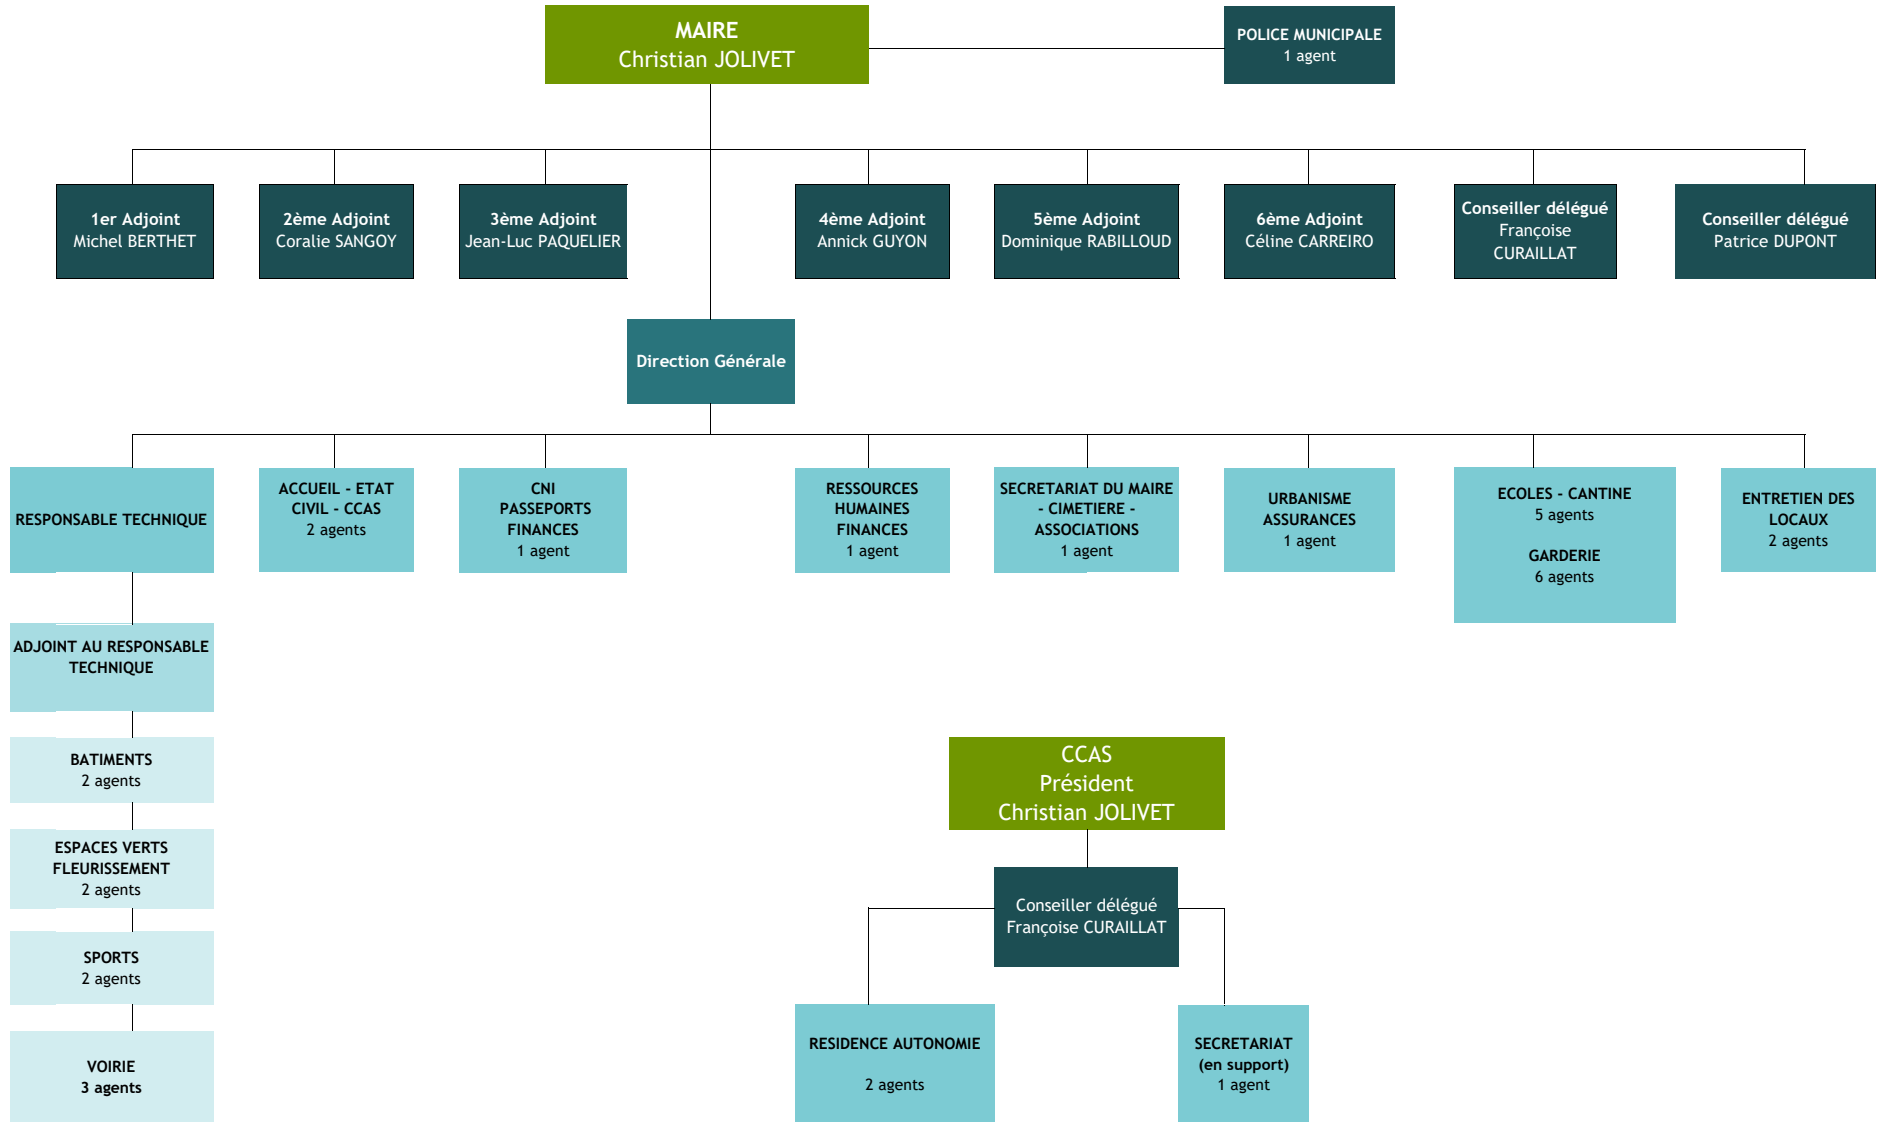 MAIRE
Christian JOLIVET
POLICE MUNICIPALE
1 agent
1er Adjoint
Michel BERTHET
2ème Adjoint
Coralie SANGOY
3ème Adjoint
Jean-Luc PAQUELIER
4ème Adjoint
Annick GUYON
5ème Adjoint
Dominique RABILLOUD
6ème Adjoint
Céline CARREIRO
Conseiller délégué
Françoise
CURAILLAT
Conseiller délégué
Patrice DUPONT
Direction Générale
RESPONSABLE TECHNIQUE
ACCUEIL - ETAT
CIVIL - CCAS
2 agents
CNI
PASSEPORTS
FINANCES
1 agent
RESSOURCES
HUMAINES
FINANCES
1 agent
SECRETARIAT DU MAIRE
- CIMETIERE -
ASSOCIATIONS
1 agent
URBANISME
ASSURANCES
1 agent
ECOLES - CANTINE
5 agents
GARDERIE
6 agents
ENTRETIEN DES
LOCAUX
2 agents
ADJOINT AU RESPONSABLE
TECHNIQUE
BATIMENTS
2 agents
ESPACES VERTS
FLEURISSEMENT
2 agents
SPORTS
2 agents
VOIRIE
3 agents
CCAS
Président
Christian JOLIVET
Conseiller délégué
Françoise CURAILLAT
RESIDENCE AUTONOMIE
2 agents
SECRETARIAT
(en support)
1 agent